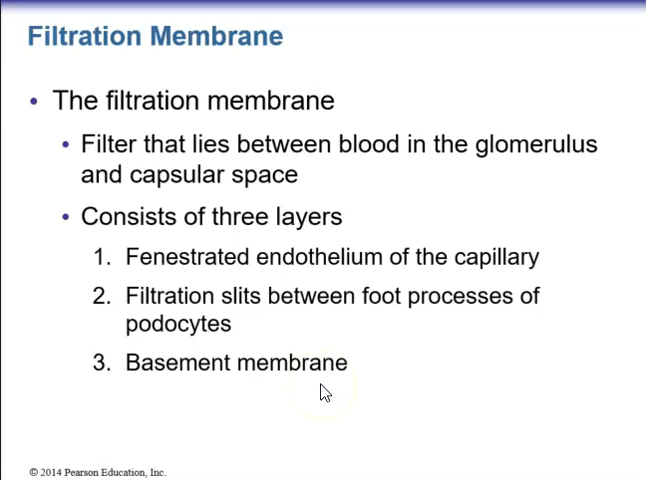 Filtration Membrane
• The filtration membrane
• Filter that lies between blood in the glomerulus
and capsular space
• Consists of three layers
1. Fenestrated endothelium of the capillary
2. Filtration slits between foot processes of
podocytes
3. Basement membrane
© 2014 Pearson Education, Inc.